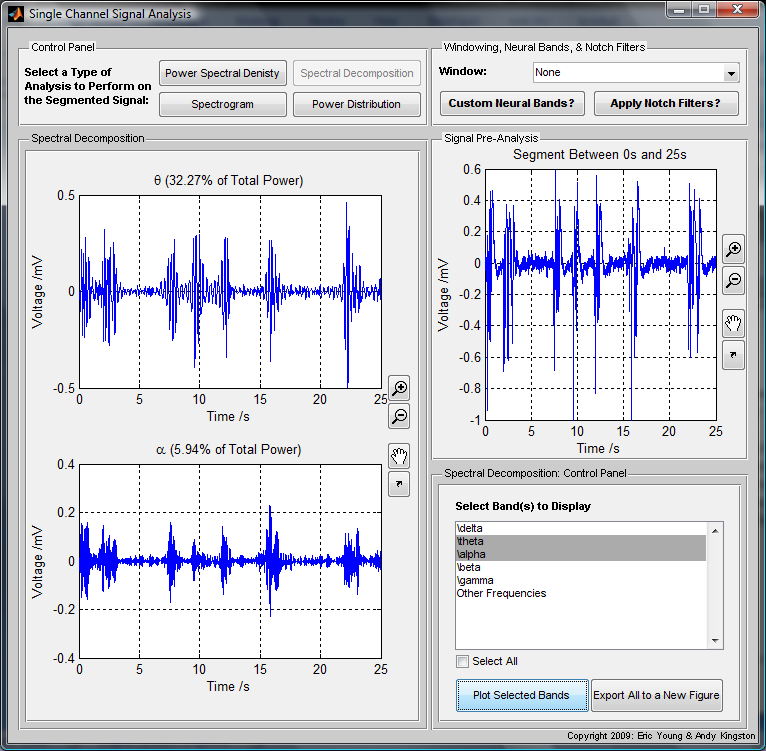 Single Channel Signal Analysis
Control Panel
Select a Type of
Analysis to Perform on
the Segmented Signal:
Power Spectral Denisty
Spectral Decomposition
Spectrogram
Power Distribution
Windowing, Neural Bands, & Notch Filters
Window:
None
Custom Neural Bands?
Apply Notch Filters?
Spectral Decomposition
θ (32.27% of Total Power)
Voltage /mV
0.5
0
-0.5
0 5 10 15 20 25
Time /s
α (5.94% of Total Power)
Voltage /mV
0.4
0.2
0
-0.2
-0.4
0 5 10 15 20 25
Time /s
Signal Pre-Analysis
Segment Between 0s and 25s
Voltage /mV
0.6
0.4
0.2
0
-0.2
-0.4
-0.6
-0.8
-1
0 5 10 15 20 25
Time /s
Spectral Decomposition: Control Panel
Select Band(s) to Display
\delta
\theta
\alpha
\beta
\gamma
Other Frequencies
Select All
Plot Selected Bands
Export All to a New Figure
Copyright 2009: Eric Young & Andy Kingston